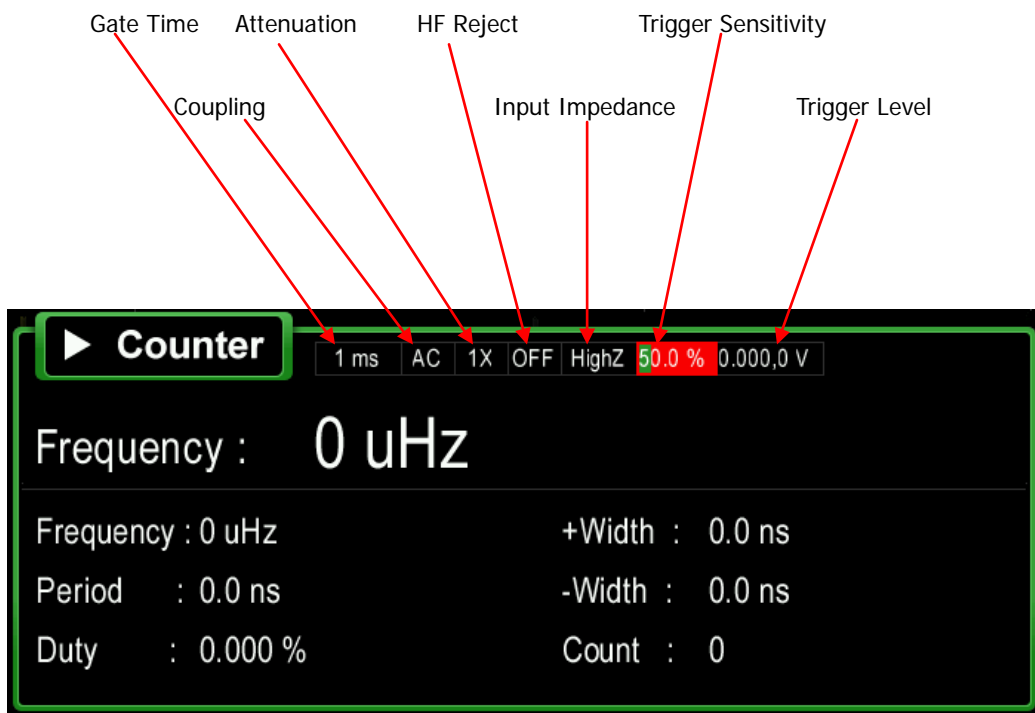 Gate Time Attenuation HF Reject Trigger Sensitivity
Coupling Input Impedance Trigger Level
Counter 1 ms AC 1X OFF HighZ 50.0 % 0.000,0 V
Frequency : 0 uHz
Frequency : 0 uHz +Width : 0.0 ns
Period : 0.0 ns -Width : 0.0 ns
Duty : 0.000 % Count : 0